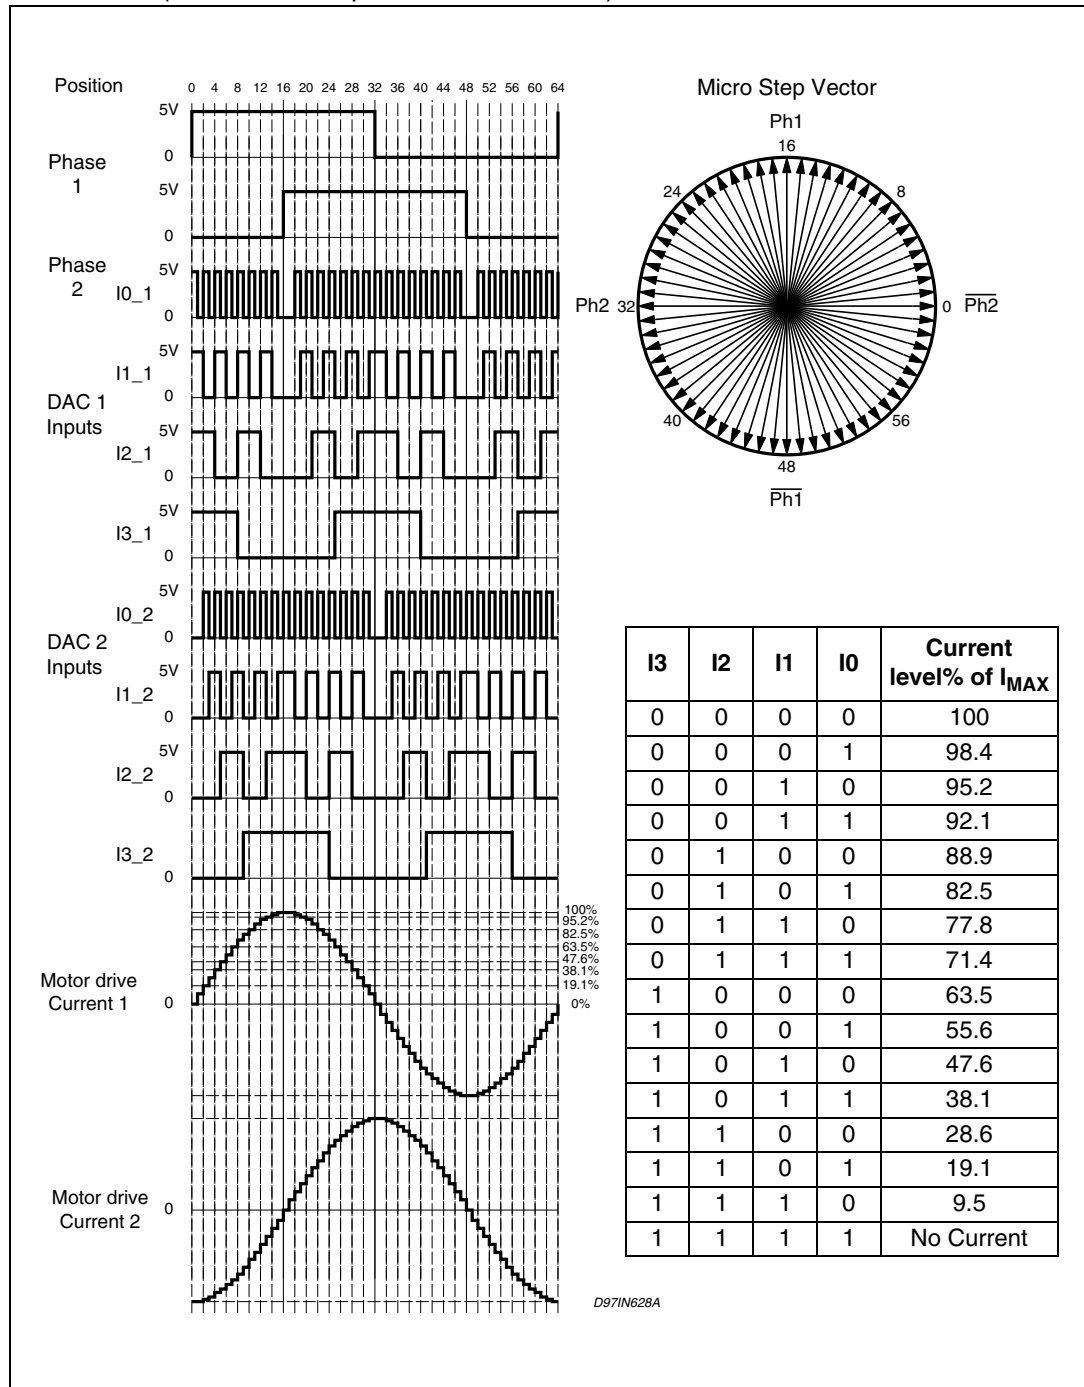 Position
0 4 8 12 16 20 24 28 32 36 40 44 48 52 56 60 64
5V
0
Phase
1
5V
0
Phase
2
I0_1
5V
0
I1_1
5V
0
DAC 1
Inputs
I2_1
5V
0
I3_1
5V
0
I0_2
5V
0
DAC 2
Inputs
I1_2
5V
0
I2_2
5V
0
I3_2
0
100%
95.2%
82.5%
63.5%
47.6%
38.1%
19.1%
0%
Motor drive
Current 1
0
Motor drive
Current 2
0
Micro Step Vector
Ph1
16
24
8
Ph2 32
0 Ph2
40
56
48
Ph1
I3 I2 I1 I0 Current level% of IMAX
0 0 0 0 100
0 0 0 1 98.4
0 0 1 0 95.2
0 0 1 1 92.1
0 1 0 0 88.9
0 1 0 1 82.5
0 1 1 0 77.8
0 1 1 1 71.4
1 0 0 0 63.5
1 0 0 1 55.6
1 0 1 0 47.6
1 0 1 1 38.1
1 1 0 0 28.6
1 1 0 1 19.1
1 1 1 0 9.5
1 1 1 1 No Current
D97IN628A